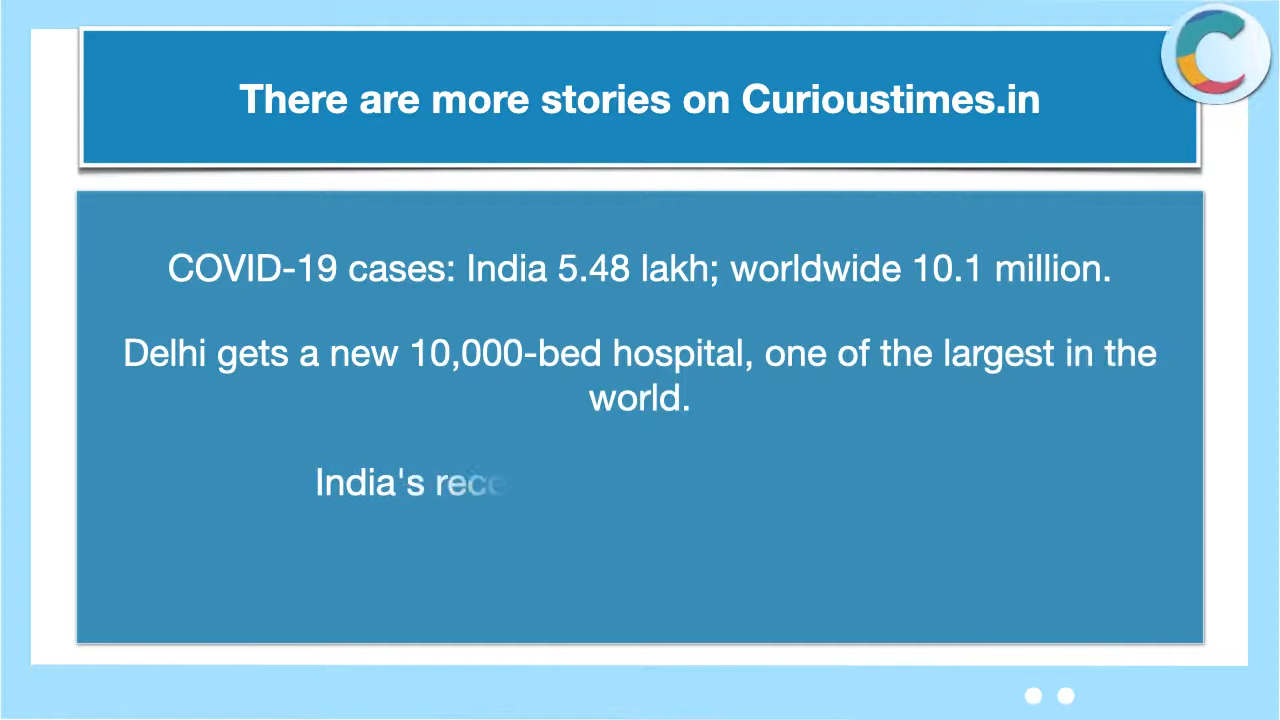 There are more stories on Curioustimes.in
COVID-19 cases: India 5.48 lakh; worldwide 10.1 million.
Delhi gets a new 10,000-bed hospital, one of the largest in the
world.
India's